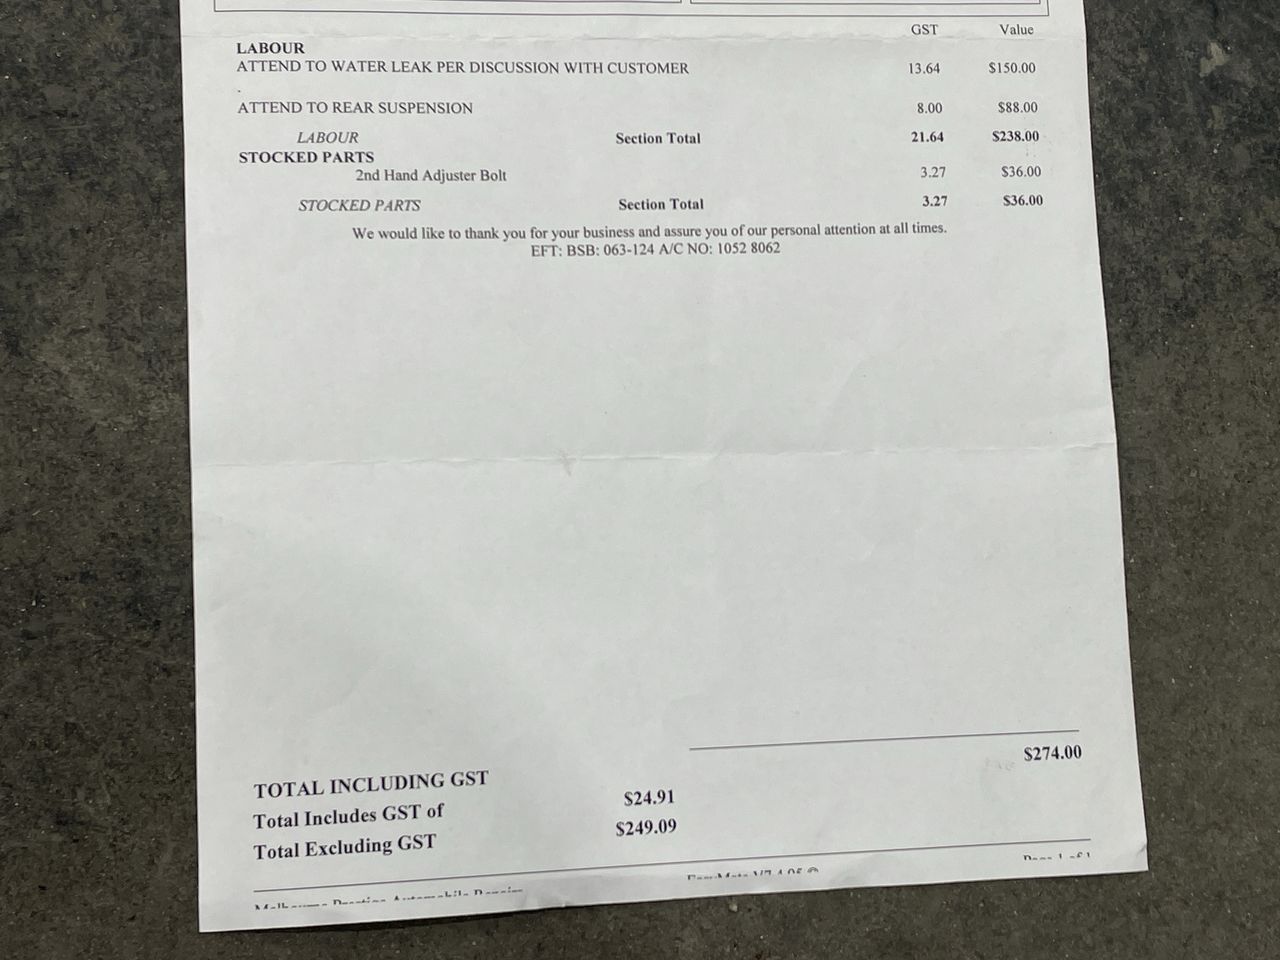 GST Value
LABOUR
ATTEND TO WATER LEAK PER DISCUSSION WITH CUSTOMER 13.64 $150.00
.
ATTEND TO REAR SUSPENSION 8.00 $88.00
LABOUR Section Total 21.64 $238.00
STOCKED PARTS
2nd Hand Adjuster Bolt 3.27 $36.00
STOCKED PARTS Section Total 3.27 $36.00
We would like to thank you for your business and assure you of our personal attention at all times.
EFT: BSB: 063-124 A/C NO: 1052 8062
TOTAL INCLUDING GST $274.00
Total Includes GST of $24.91
Total Excluding GST $249.09